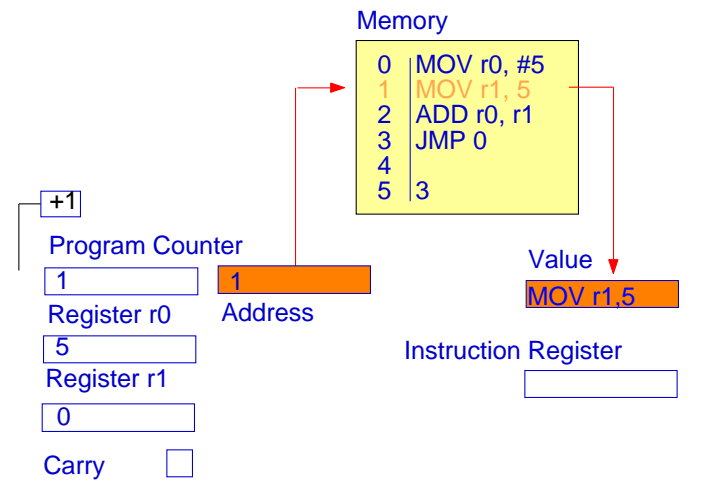 Memory
0 MOV r0, #5
1 MOV r1, 5
2 ADD r0, r1
3 JMP 0
4
5 3
+1
Program Counter
1
1
Address
Value
MOV r1,5
Register r0
5
Instruction Register
Register r1
0
Carry